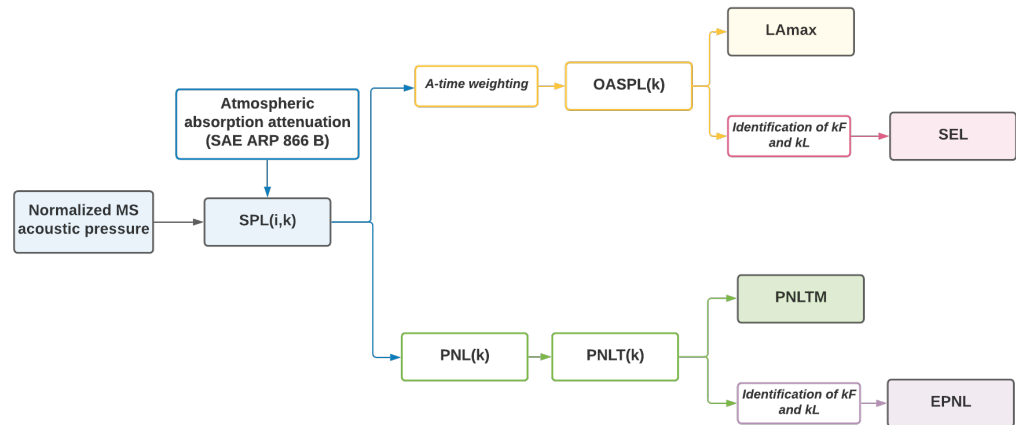 LAmax
A-time weighting
OASPL(k)
Atmospheric
absorption attenuation
(SAE ARP 866 B)
Identification of kF
and kL
SEL
Normalized MS
acoustic pressure
SPL(i,k)
PNLTM
PNL(k)
PNLT(k)
Identification of kF
and kL
EPNL